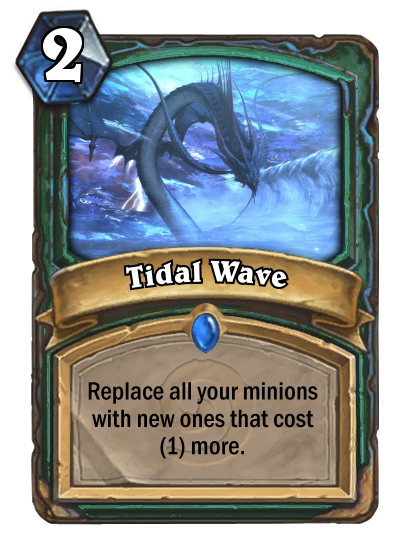 2
Tidal Wave
Replace all your minions
with new ones that cost
(1) more.